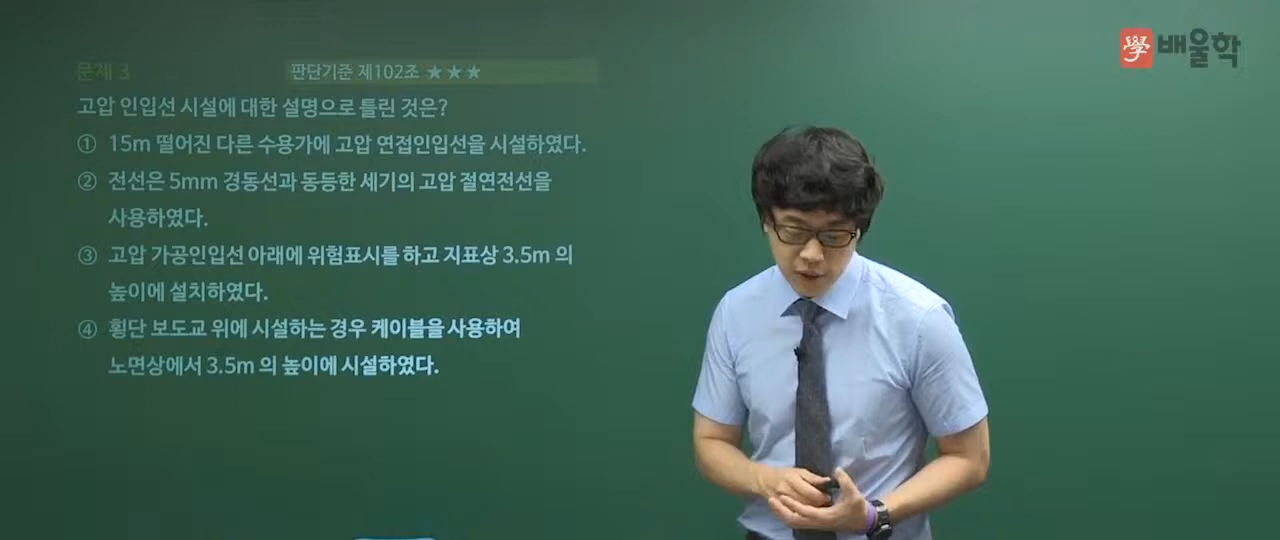 學 배울학
문제 3 판단기준 제102조 ★★★
고압 인입선 시설에 대한 설명으로 틀린 것은?
① 15m 떨어진 다른 수용가에 고압 연접인입선을 시설하였다.
② 전선은 5mm 경동선과 동등한 세기의 고압 절연전선을
사용하였다.
③ 고압 가공인입선 아래에 위험표시를 하고 지표상 3.5m 의
높이에 설치하였다.
④ 횡단 보도교 위에 시설하는 경우 케이블을 사용하여
노면상에서 3.5m 의 높이에 시설하였다.